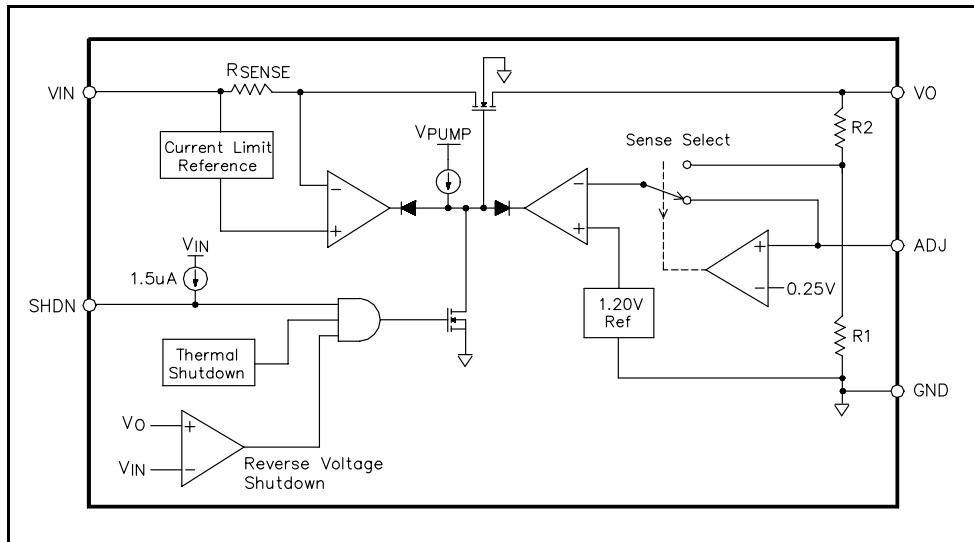 VIN
RSENSE
VO
Current Limit
Reference
VPUMP
Sense Select
R2
VIN
1.5uA
SHDN
ADJ
0.25V
1.20V
Ref
R1
Thermal
Shutdown
GND
VO
VIN
Reverse Voltage
Shutdown